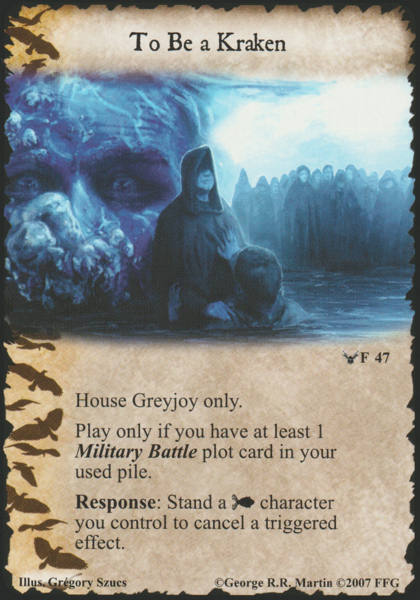 To Be a Kraken
F 47
House Greyjoy only.
Play only if you have at least 1
Military Battle plot card in your
used pile.
Response: Stand a character
you control to cancel a triggered
effect.
Illus. Grégory Szucs ©George R.R. Martin ©2007 FFG